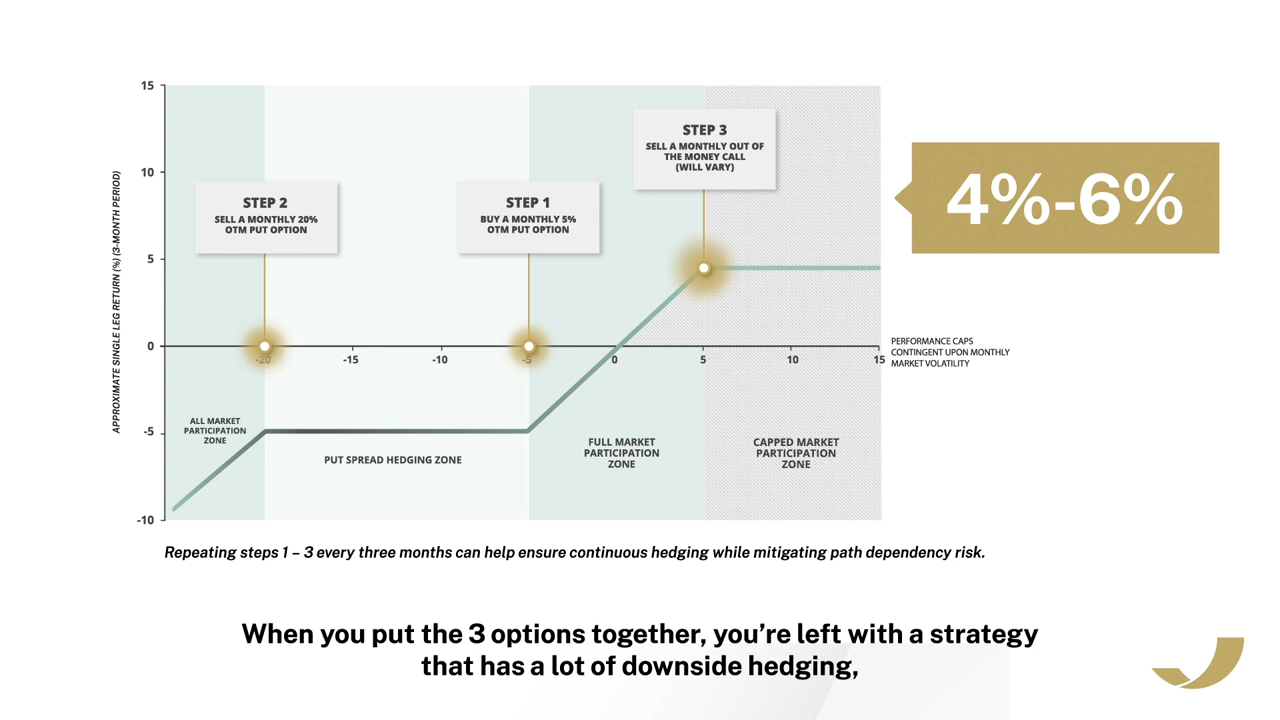 15
10
5
0
-5
-10
APPROXIMATE SINGLE LEG RETURN (%) (3-MONTH PERIOD)
STEP 2
SELL A MONTHLY 20%
OTM PUT OPTION
STEP 1
BUY A MONTHLY 5%
OTM PUT OPTION
STEP 3
SELL A MONTHLY OUT OF
THE MONEY CALL
(WILL VARY)
4%-6%
-20 -15 -10 -5 0 5 10 15
PERFORMANCE CAPS
CONTINGENT UPON MONTHLY
MARKET VOLATILITY
ALL MARKET
PARTICIPATION
ZONE
PUT SPREAD HEDGING ZONE
FULL MARKET
PARTICIPATION
ZONE
CAPPED MARKET
PARTICIPATION
ZONE
Repeating steps 1 – 3 every three months can help ensure continuous hedging while mitigating path dependency risk.
When you put the 3 options together, you’re left with a strategy
that has a lot of downside hedging,